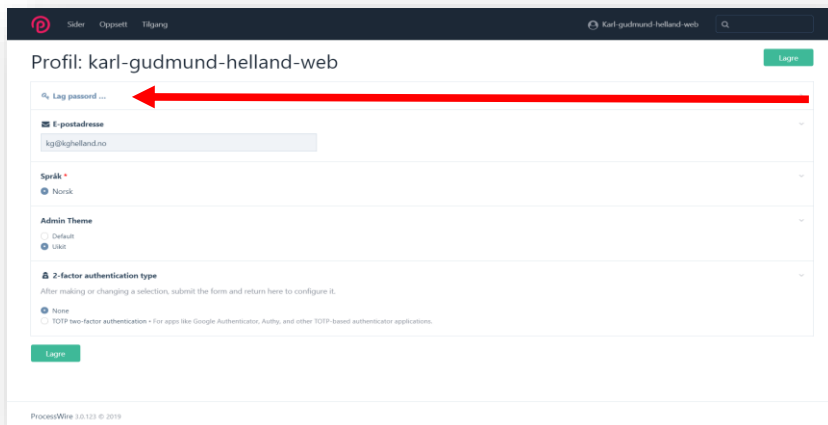 Sider Oppsett Tilgang Karl-gudmund-helland-web
Profil: karl-gudmund-helland-web
Lagre
Lag passord ...
E-postadresse
kg@kghelland.no
Språk *
Norsk
Admin Theme
Default
Uikit
2-factor authentication type
After making or changing a selection, submit the form and return here to configure it.
None
TOTP two-factor authentication • For apps like Google Authenticator, Authy, and other TOTP-based authenticator applications.
Lagre
ProcessWire 3.0.123 © 2019